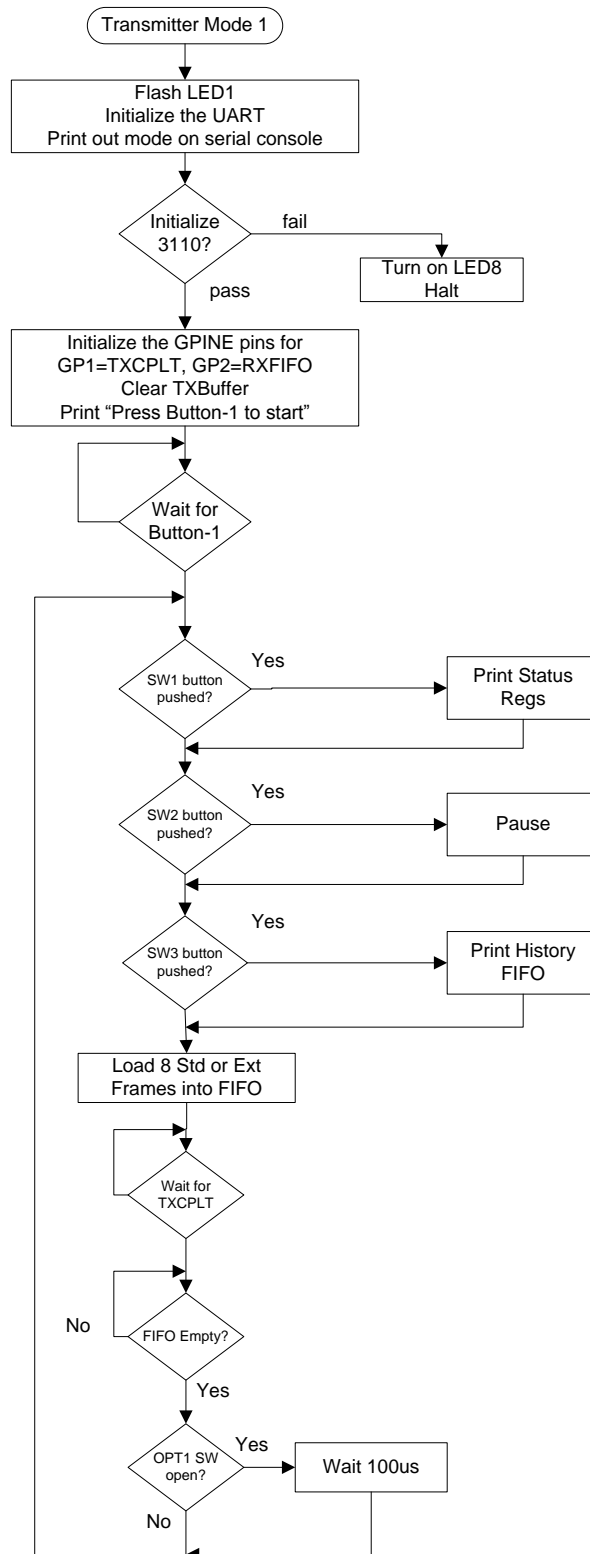 Transmitter Mode 1
Flash LED1
Initialize the UART
Print out mode on serial console
Initialize
3110?
fail
Turn on LED8
Halt
pass
Initialize the GPINE pins for
GP1=TXCPLT, GP2=RXFIFO
Clear TXBuffer
Print “Press Button-1 to start”
Wait for
Button-1
Yes
SW1 button
pushed?
Print Status
Regs
Yes
SW2 button
pushed?
Pause
Yes
SW3 button
pushed?
Print History
FIFO
Load 8 Std or Ext
Frames into FIFO
Wait for
TXCPLT
No
FIFO Empty?
Yes
OPT1 SW
open?
Yes
Wait 100us
No